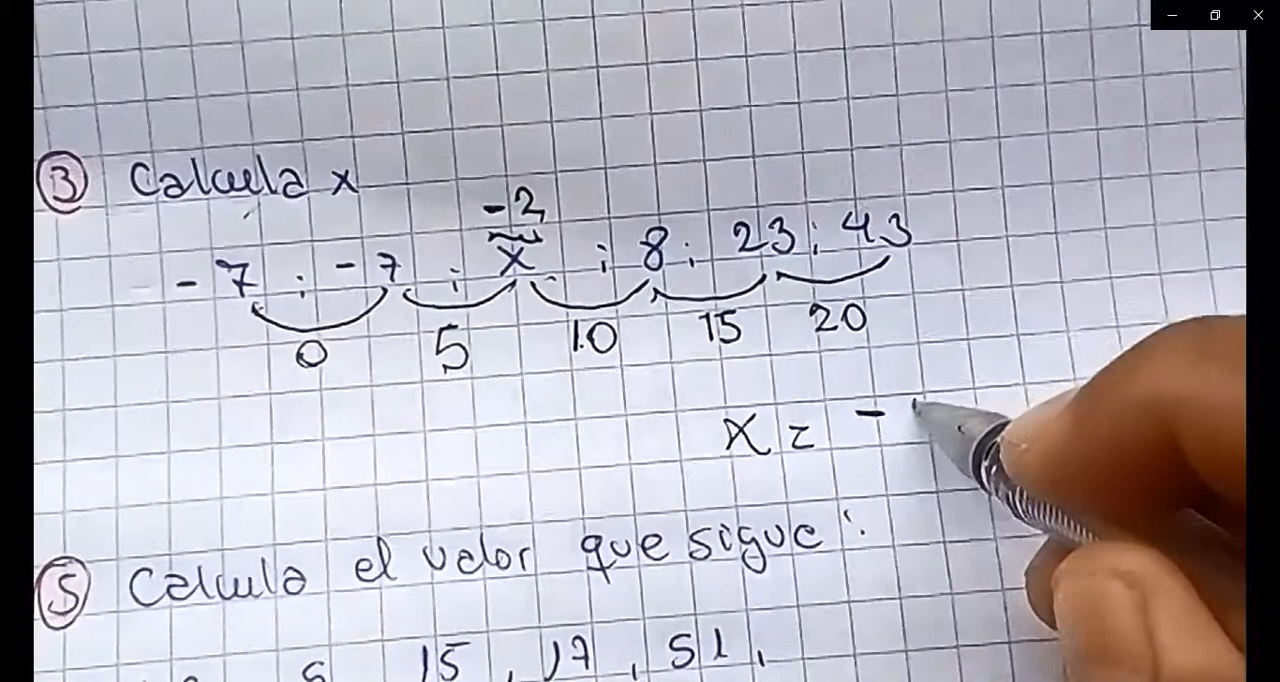 ③ Calcula x
-2
-7 ; -7 ; x ; 8 ; 23 ; 43
0 5 10 15 20
x = -
⑤ Calcula el valor que sigue :
15 , 17 , 51 ,